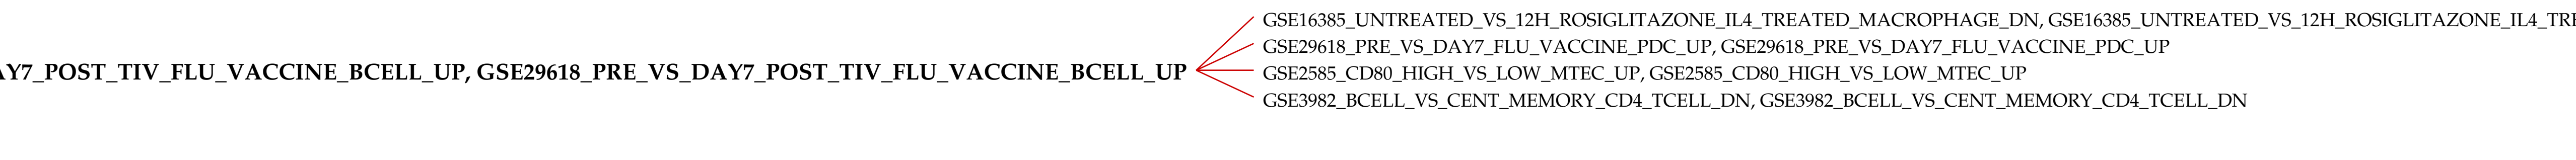 GSE16385_UNTREATED_VS_12H_ROSIGLITAZONE_IL4_TREATED_MACROPHAGE_DN, GSE16385_UNTREATED_VS_12H_ROSIGLITAZONE_IL4_TRE
GSE29618_PRE_VS_DAY7_FLU_VACCINE_PDC_UP, GSE29618_PRE_VS_DAY7_FLU_VACCINE_PDC_UP
AY7_POST_TIV_FLU_VACCINE_BCELL_UP, GSE29618_PRE_VS_DAY7_POST_TIV_FLU_VACCINE_BCELL_UP
GSE2585_CD80_HIGH_VS_LOW_MTEC_UP, GSE2585_CD80_HIGH_VS_LOW_MTEC_UP
GSE3982_BCELL_VS_CENT_MEMORY_CD4_TCELL_DN, GSE3982_BCELL_VS_CENT_MEMORY_CD4_TCELL_DN